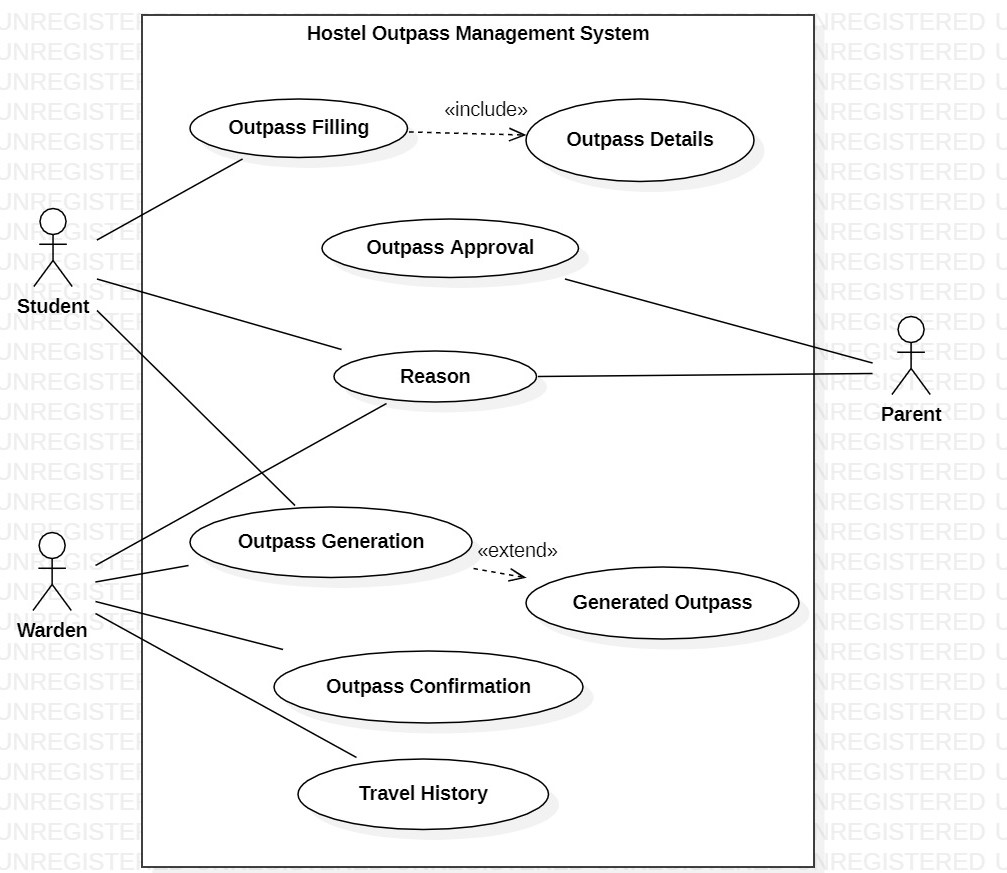 Hostel Outpass Management System
«include»
Outpass Filling
Outpass Details
Outpass Approval
Student
Reason
Parent
Outpass Generation
«extend»
Generated Outpass
Warden
Outpass Confirmation
Travel History
UNREGISTERED